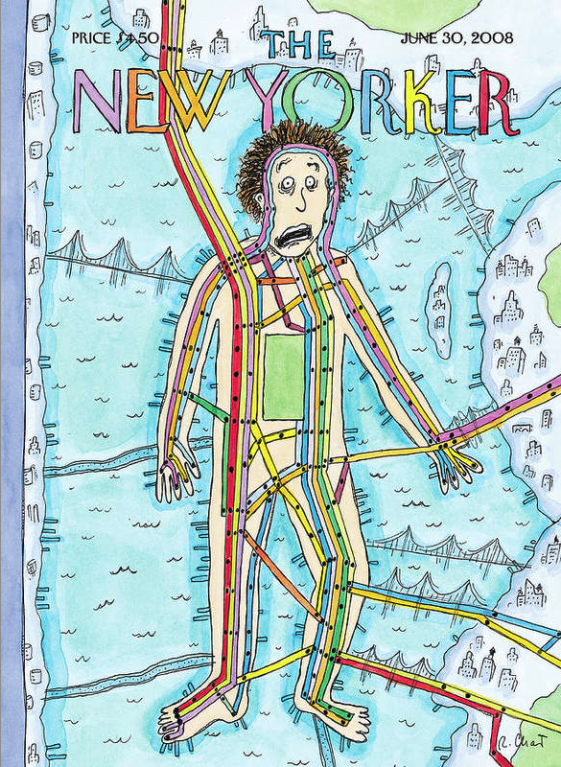 PRICE $4.50
THE
JUNE 30, 2008
NEW YORKER
R. Chast